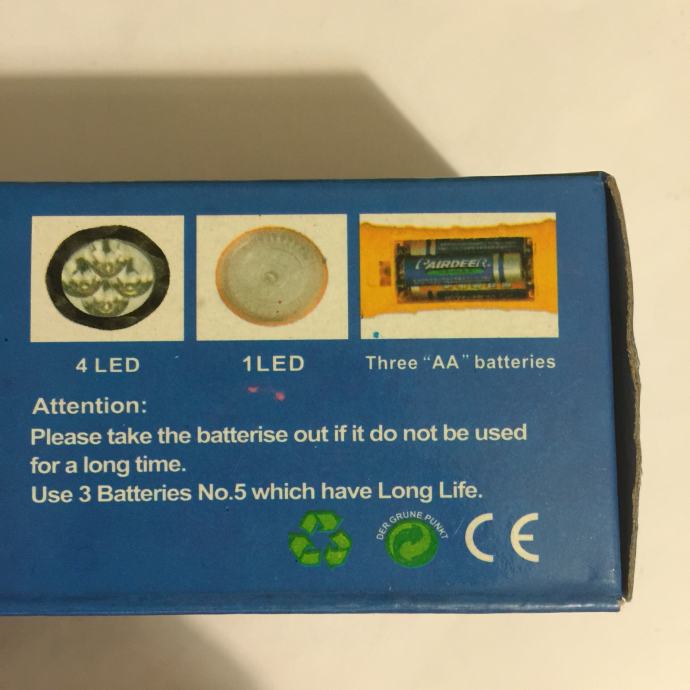 PAIRDEER
4 LED
1LED
Three “AA” batteries
Attention:
Please take the batterise out if it do not be used
for a long time.
Use 3 Batteries No.5 which have Long Life.
DER GRÜNE PUNKT
CE